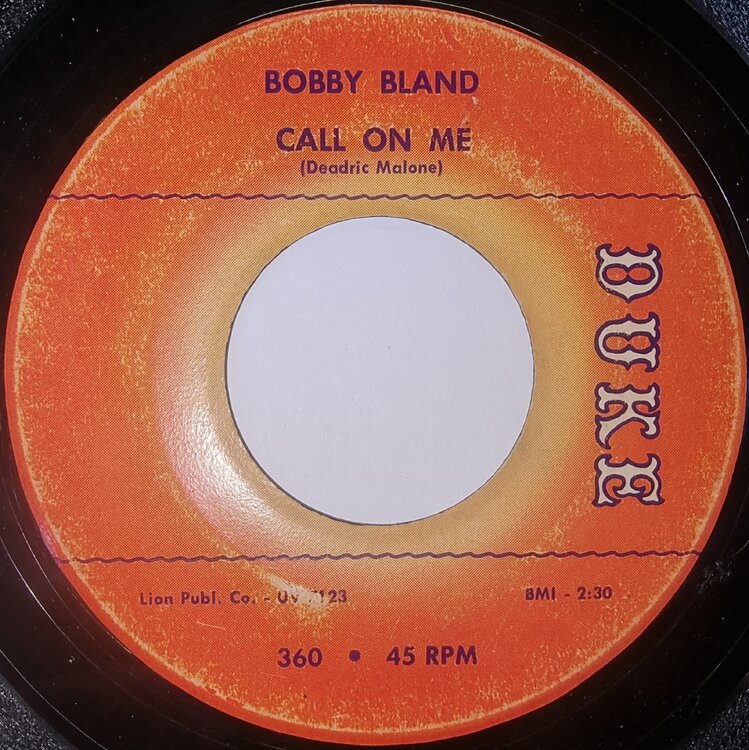 BOBBY BLAND
CALL ON ME
(Deadric Malone)
DUKE
Lion Publ. Co. -
BMI - 2:30
360 • 45 RPM